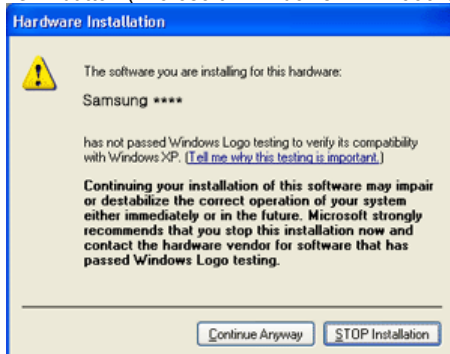 Hardware Installation
The software you are installing for this hardware:
Samsung ****
has not passed Windows Logo testing to verify its compatibility
with Windows XP. (Tell me why this testing is important.)
Continuing your installation of this software may impair
or destabilize the correct operation of your system
either immediately or in the future. Microsoft strongly
recommends that you stop this installation now and
contact the hardware vendor for software that has
passed Windows Logo testing.
Continue Anyway STOP Installation